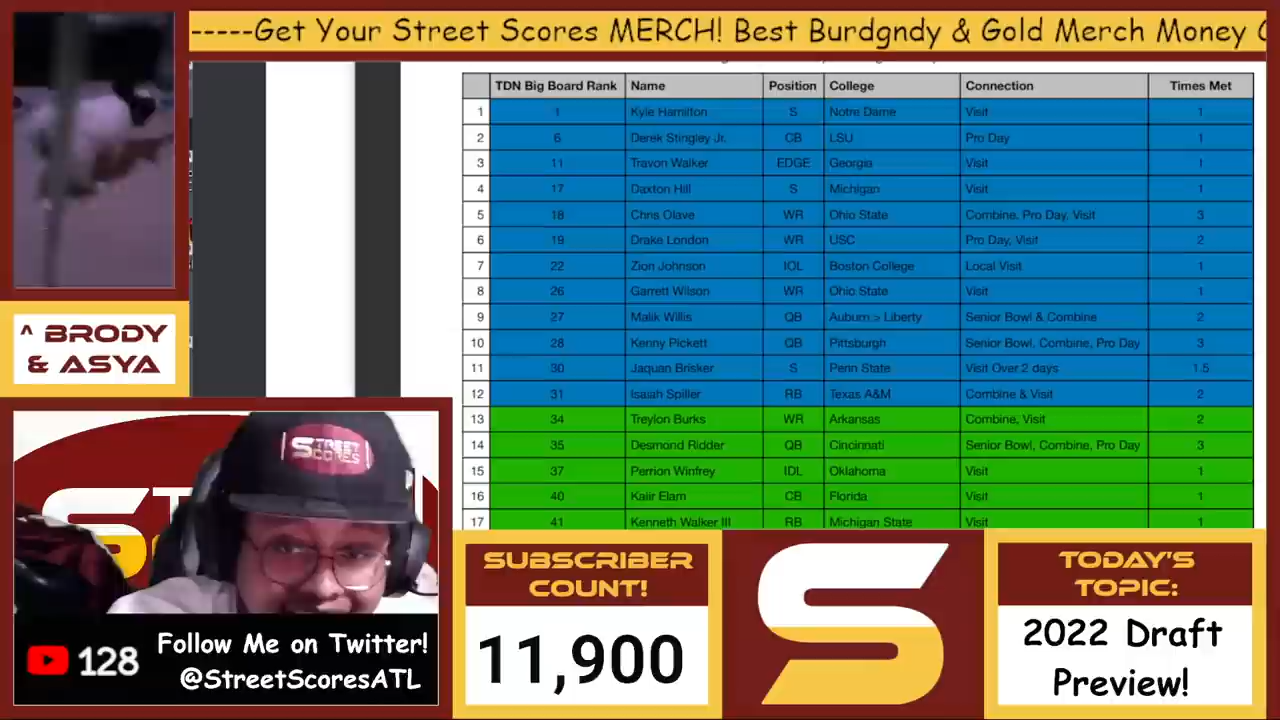 -----Get Your Street Scores MERCH! Best Burdgndy & Gold Merch Money
TDN Big Board Rank Name Position College Connection Times Met
1 1 Kyle Hamilton S Notre Dame Visit 1
2 6 Derek Stingley Jr. CB LSU Pro Day 1
3 11 Travon Walker EDGE Georgia Visit 1
4 17 Daxton Hill S Michigan Visit 1
5 18 Chris Olave WR Ohio State Combine, Pro Day, Visit 3
6 19 Drake London WR USC Pro Day, Visit 2
7 22 Zion Johnson IOL Boston College Local Visit 1
8 26 Garrett Wilson WR Ohio State Visit 1
9 27 Malik Willis QB Auburn > Liberty Senior Bowl & Combine 2
10 28 Kenny Pickett QB Pittsburgh Senior Bowl, Combine, Pro Day 3
11 30 Jaquan Brisker S Penn State Visit Over 2 days 1.5
12 31 Isaiah Spiller RB Texas A&M Combine & Visit 2
13 34 Treylon Burks WR Arkansas Combine, Visit 2
14 35 Desmond Ridder QB Cincinnati Senior Bowl, Combine, Pro Day 3
15 37 Perrion Winfrey IDL Oklahoma Visit 1
16 40 Kaiir Elam CB Florida Visit 1
17 41 Kenneth Walker III RB Michigan State Visit 1
^ BRODY
& ASYA
STREET
SCORES
128
Follow Me on Twitter!
@StreetScoresATL
SUBSCRIBER
COUNT!
11,900
S
TODAY'S
TOPIC:
2022 Draft
Preview!